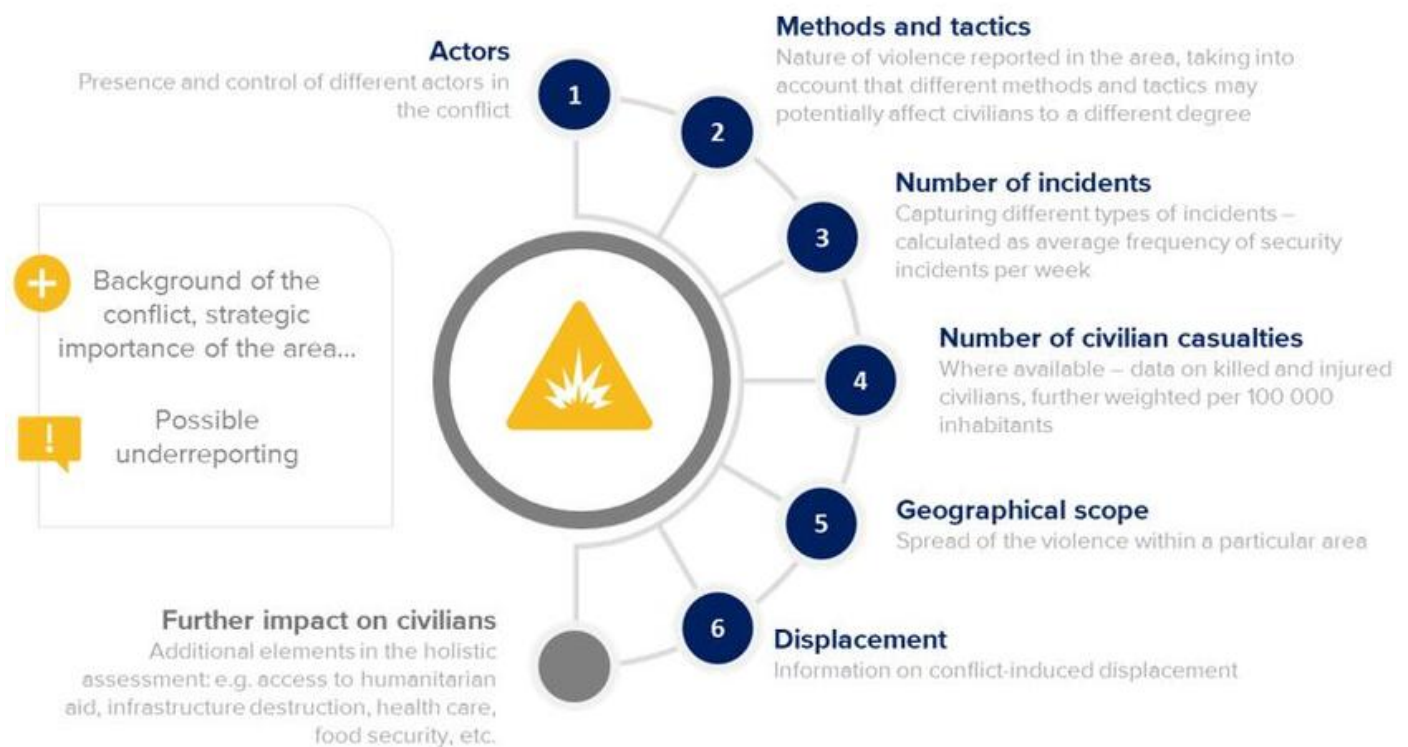 Actors
Presence and control of different actors in
the conflict
1
Methods and tactics
Nature of violence reported in the area, taking into
account that different methods and tactics may
potentially affect civilians to a different degree
2
Number of incidents
Capturing different types of incidents –
calculated as average frequency of security
incidents per week
3
Number of civilian casualties
Where available – data on killed and injured
civilians, further weighted per 100 000
inhabitants
4
Geographical scope
Spread of the violence within a particular area
5
Displacement
Information on conflict-induced displacement
6
Further impact on civilians
Additional elements in the holistic
assessment: e.g. access to humanitarian
aid, infrastructure destruction, health care,
food security, etc.
+
Background of the
conflict, strategic
importance of the area...
!
Possible
underreporting